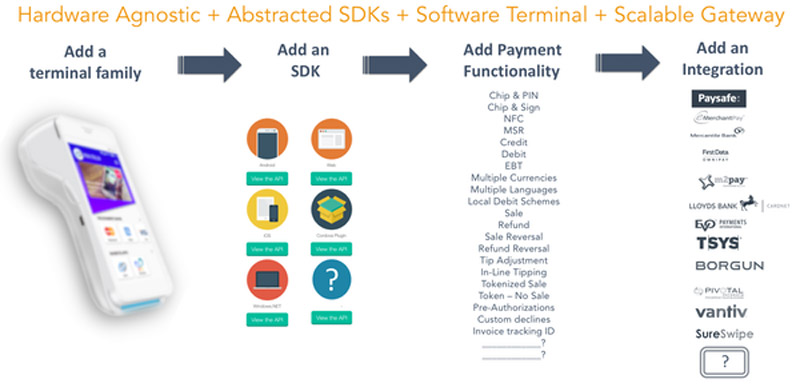 Hardware Agnostic + Abstracted SDKs + Software Terminal + Scalable Gateway
Add a
terminal family
Add an
SDK
Add Payment
Functionality
Add an
Integration
Android
Web
View the API
View the API
iOS
Cordova Plugin
View the API
View the API
?
Windows.NET
View the API
View the API
Chip & PIN
Chip & Sign
NFC
MSR
Credit
Debit
EBT
Multiple Currencies
Multiple Languages
Local Debit Schemes
Sale
Refund
Sale Reversal
Refund Reversal
Tip Adjustment
In-Line Tipping
Tokenized Sale
Token – No Sale
Pre-Authorizations
Custom declines
Invoice tracking ID
____________?
____________?
Paysafe:
eMerchantPay
Mercantile Bank
First Data
OMNIPAY
m2pay
LLOYDS BANK CARDNET
EVO PAYMENTS
INTERNATIONAL
TSYS
BORGUN
PIVOTAL
vantiv
SureSwipe
?